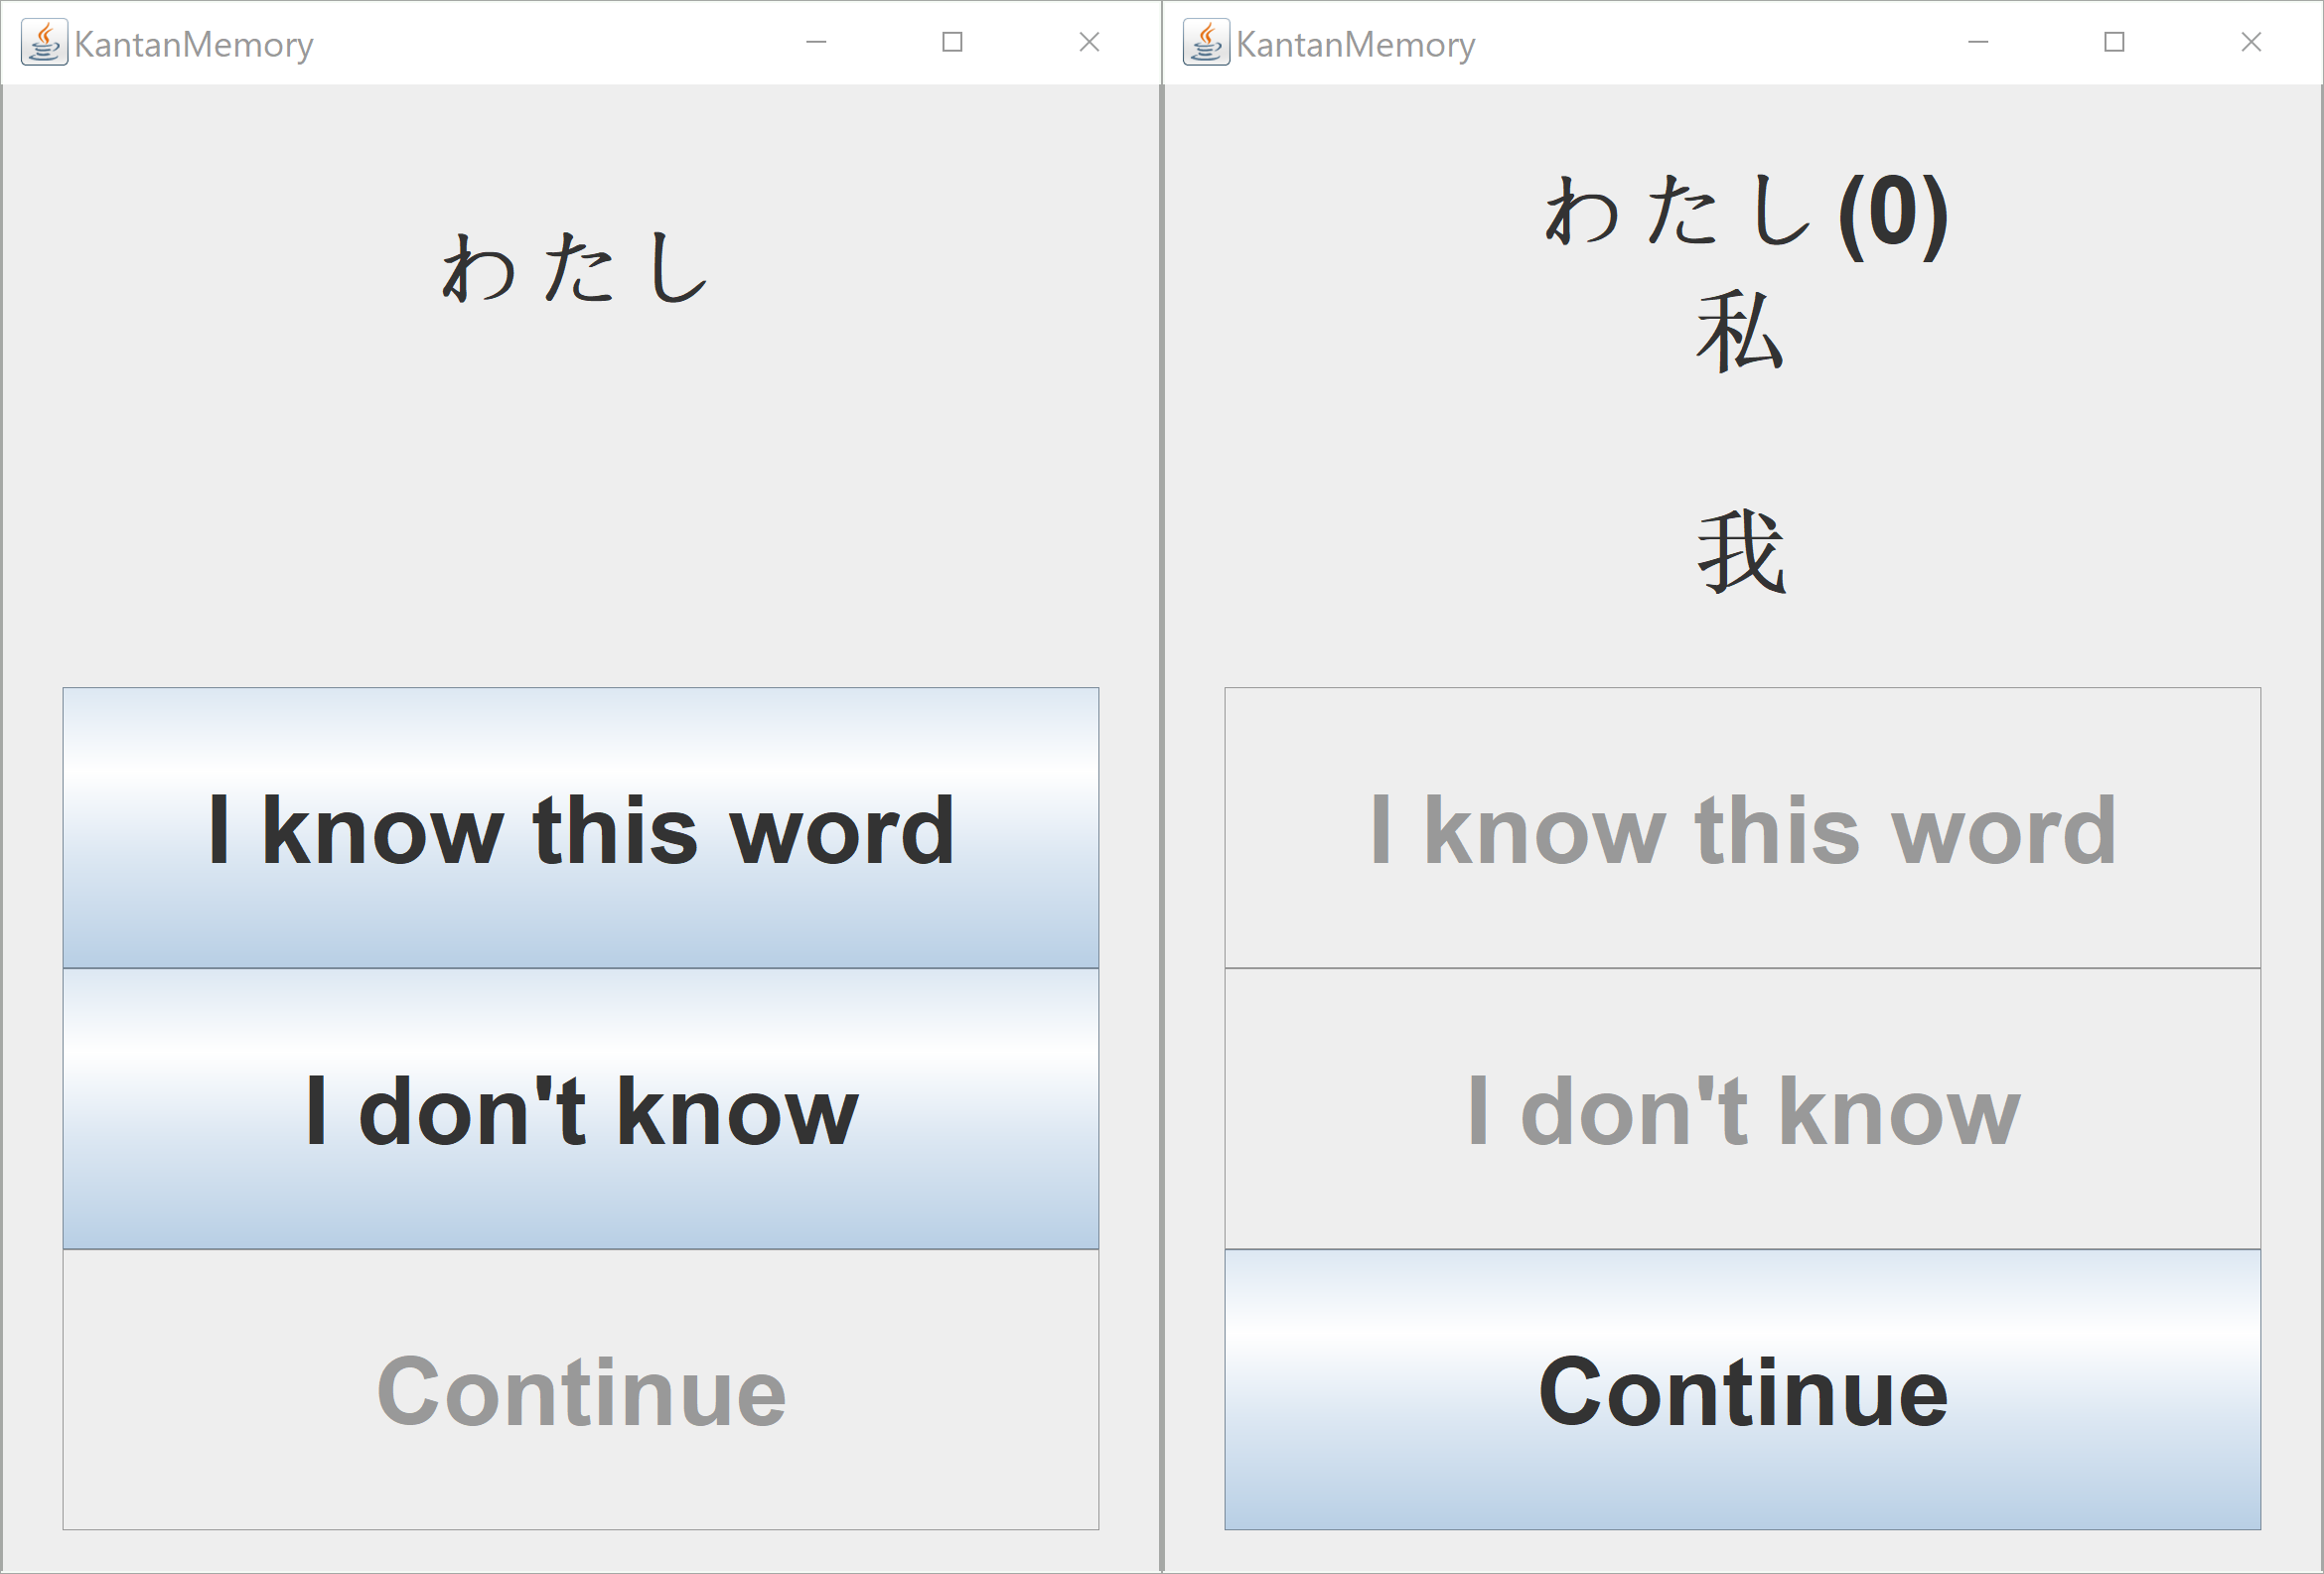 KantanMemory
わたし
I know this word
I don't know
Continue
KantanMemory
わたし(0)
私
我
I know this word
I don't know
Continue